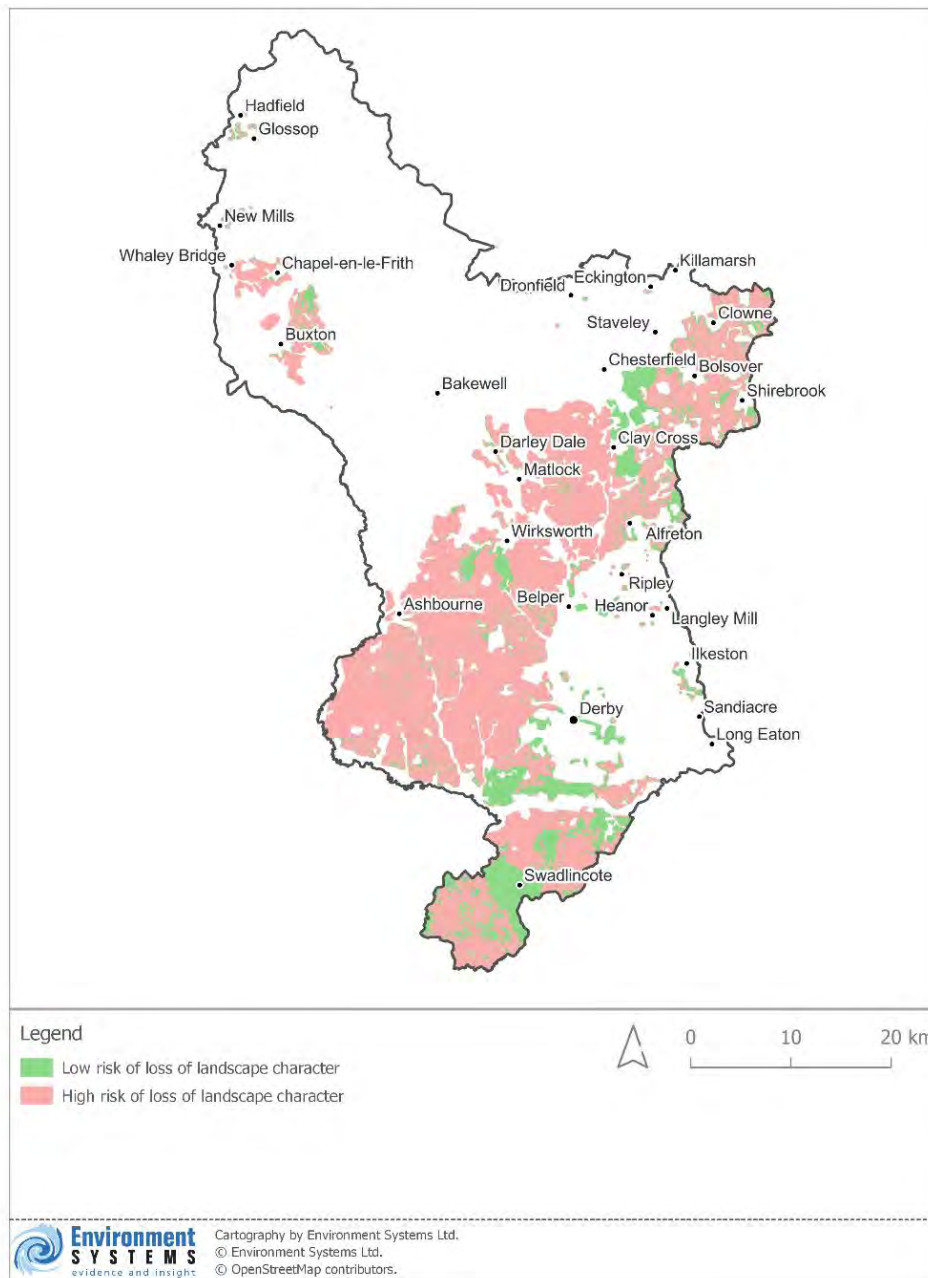 Hadfield
Glossop
New Mills
Whaley Bridge
Chapel-en-le-Frith
Killamarsh
Eckington
Dronfield
Clowne
Staveley
Buxton
Chesterfield
Bolsover
Shirebrook
Bakewell
Darley Dale
Clay Cross
Matlock
Wirksworth
Alfreton
Ripley
Belper
Heanor
Ashbourne
Langley Mill
Ilkeston
Derby
Sandiacre
Long Eaton
Swadlincote
Legend
0 10 20 km
Low risk of loss of landscape character
High risk of loss of landscape character
Environment
SYSTEMS
evidence and insight
Cartography by Environment Systems Ltd.
© Environment Systems Ltd.
© OpenStreetMap contributors.